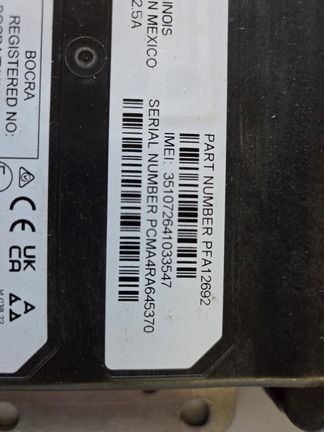 PART NUMBER PFA12692
IMEI: 351072641033547
SERIAL NUMBER PCMA4RA645370
INOIS
N MEXICO
2.5A
BOCRA
REGISTERED NO:
CE
UK
CA